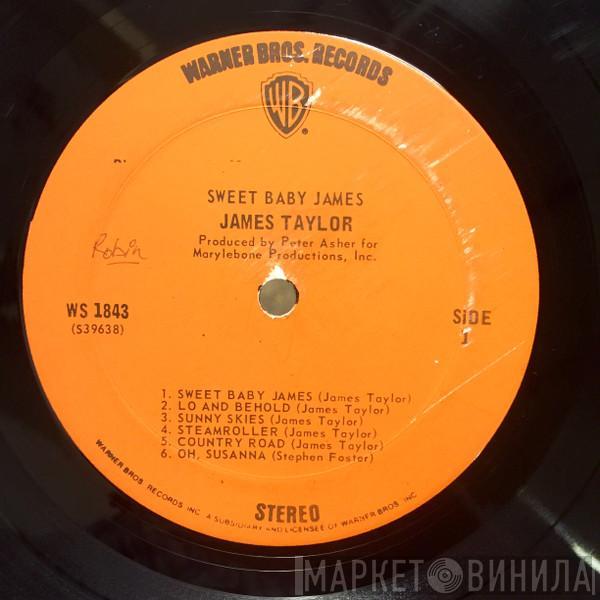 WARNER BROS. RECORDS
WB
®
SWEET BABY JAMES
JAMES TAYLOR
Produced by Peter Asher for
Marylebone Productions, Inc.
Robin
WS 1843
(S39638)
SIDE
1
1. SWEET BABY JAMES (James Taylor)
2. LO AND BEHOLD (James Taylor)
3. SUNNY SKIES (James Taylor)
4. STEAMROLLER (James Taylor)
5. COUNTRY ROAD (James Taylor)
6. OH, SUSANNA (Stephen Foster)
STEREO
WARNER BROS. RECORDS INC. A SUBSIDIARY AND LICENSEE OF WARNER BROS. INC.
МАРКЕТ ВИНИЛА